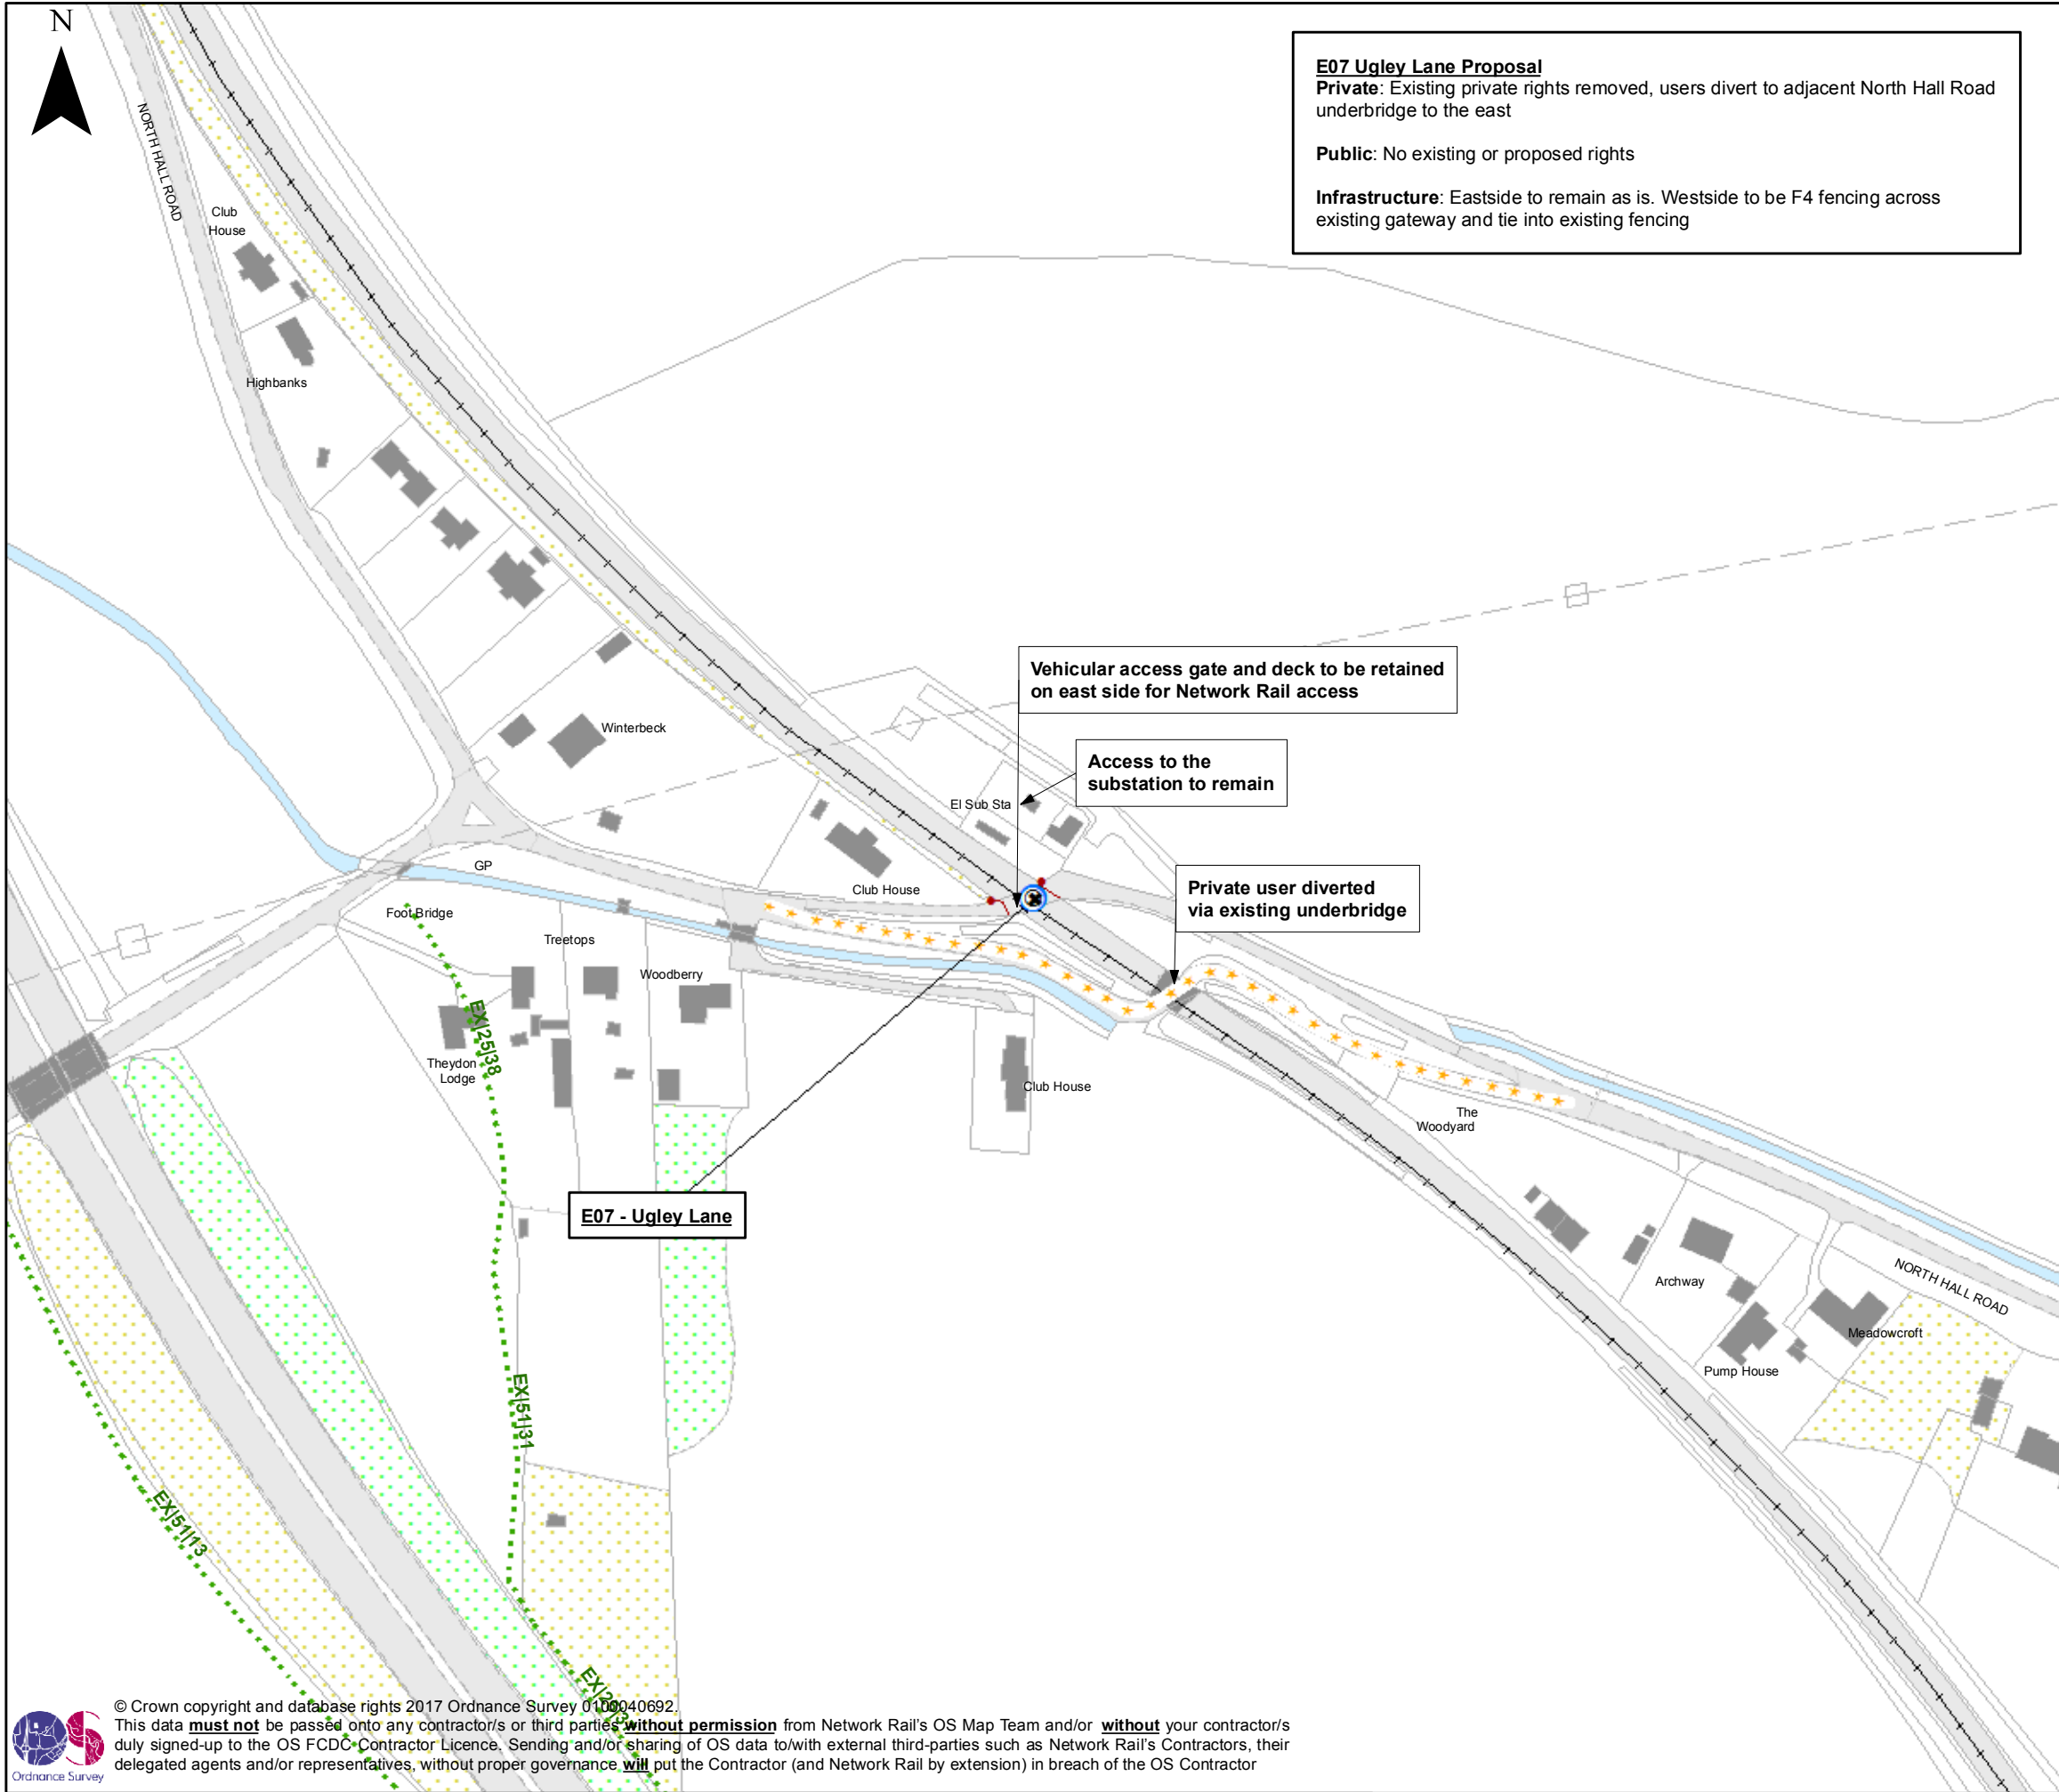 N
E07 Ugley Lane Proposal
Private: Existing private rights removed, users divert to adjacent North Hall Road
underbridge to the east
Public: No existing or proposed rights
Infrastructure: Eastside to remain as is. Westside to be F4 fencing across
existing gateway and tie into existing fencing
NORTH HALL ROAD
Club
House
Highbanks
Winterbeck
Vehicular access gate and deck to be retained
on east side for Network Rail access
Access to the
substation to remain
El Sub Sta
GP
Club House
Private user diverted
via existing underbridge
Foot Bridge
Treetops
Woodberry
EX|25|38
Theydon
Lodge
Club House
The
Woodyard
E07 - Ugley Lane
Archway
NORTH HALL ROAD
Meadowcroft
Pump House
EX|51|31
EX|51|13
© Crown copyright and database rights 2017 Ordnance Survey 0100040692.
This data must not be passed onto any contractor/s or third parties without permission from Network Rail's OS Map Team and/or without your contractor/s
duly signed-up to the OS FCDC Contractor Licence. Sending and/or sharing of OS data to/with external third-parties such as Network Rail's Contractors, their
delegated agents and/or representatives, without proper governance will put the Contractor (and Network Rail by extension) in breach of the OS Contractor
Ordnance Survey